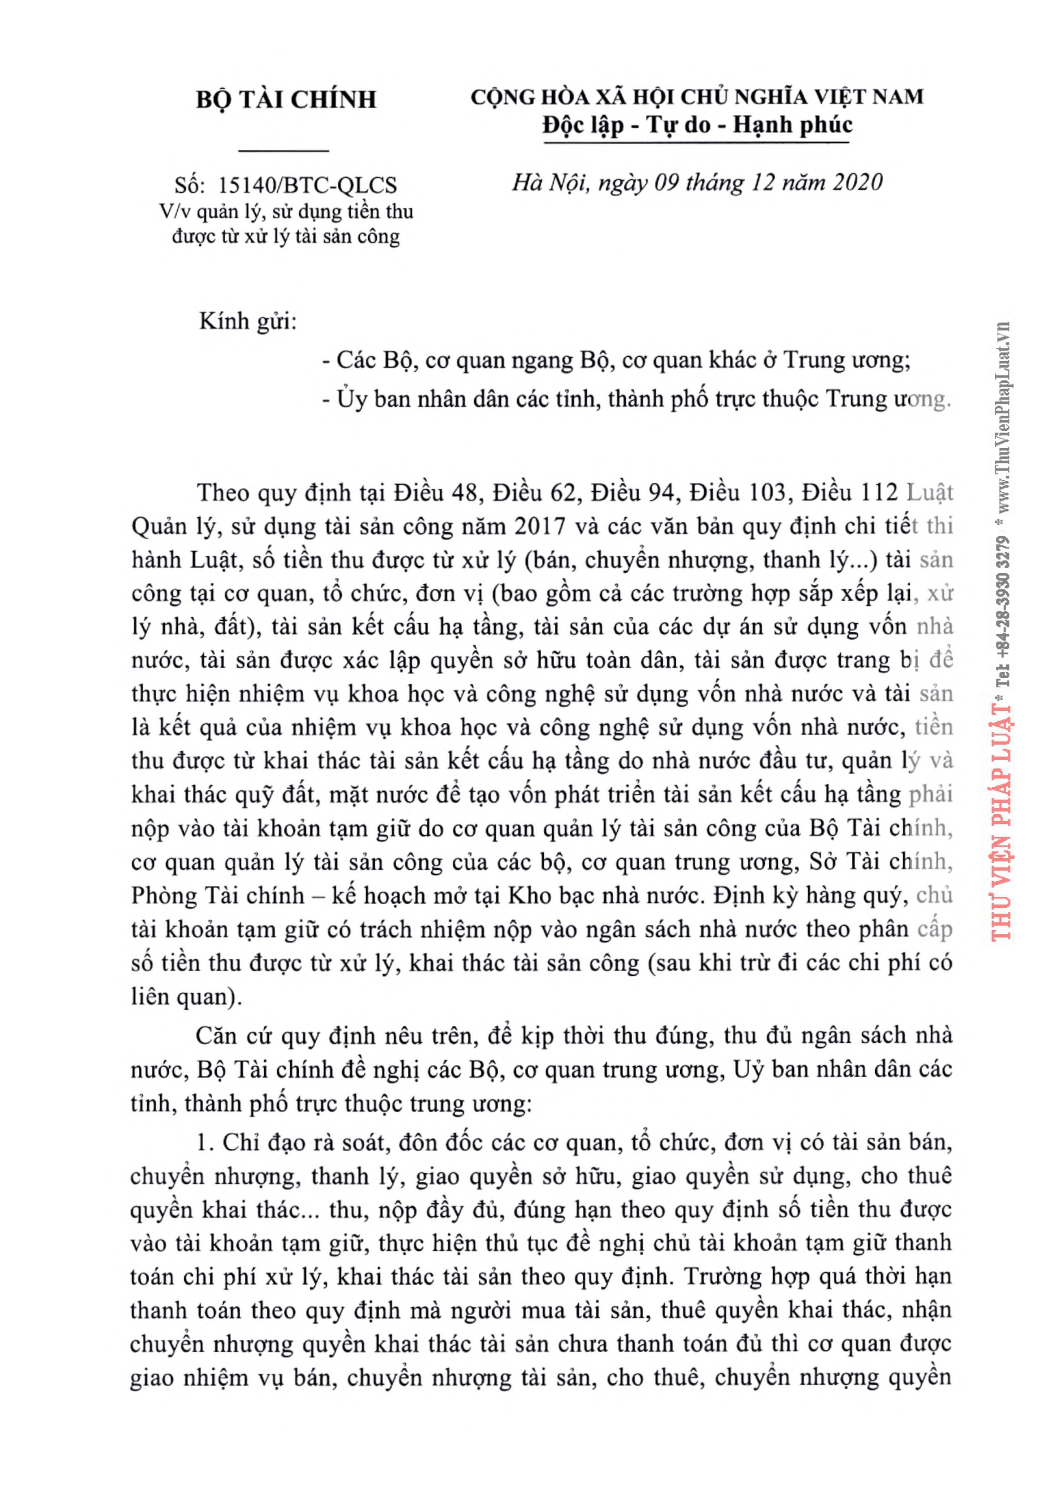 BỘ TÀI CHÍNH
CỘNG HÒA XÃ HỘI CHỦ NGHĨA VIỆT NAM
Độc lập - Tự do - Hạnh phúc
Số: 15140/BTC-QLCS
V/v quản lý, sử dụng tiền thu
được từ xử lý tài sản công
Hà Nội, ngày 09 tháng 12 năm 2020
Kính gửi:
- Các Bộ, cơ quan ngang Bộ, cơ quan khác ở Trung ương;
- Ủy ban nhân dân các tỉnh, thành phố trực thuộc Trung ương.
Theo quy định tại Điều 48, Điều 62, Điều 94, Điều 103, Điều 112 Luật
Quản lý, sử dụng tài sản công năm 2017 và các văn bản quy định chi tiết thi
hành Luật, số tiền thu được từ xử lý (bán, chuyển nhượng, thanh lý...) tài sản
công tại cơ quan, tổ chức, đơn vị (bao gồm cả các trường hợp sắp xếp lại, xử
lý nhà, đất), tài sản kết cấu hạ tầng, tài sản của các dự án sử dụng vốn nhà
nước, tài sản được xác lập quyền sở hữu toàn dân, tài sản được trang bị để
thực hiện nhiệm vụ khoa học và công nghệ sử dụng vốn nhà nước và tài sản
là kết quả của nhiệm vụ khoa học và công nghệ sử dụng vốn nhà nước, tiền
thu được từ khai thác tài sản kết cấu hạ tầng do nhà nước đầu tư, quản lý và
khai thác quỹ đất, mặt nước để tạo vốn phát triển tài sản kết cấu hạ tầng phải
nộp vào tài khoản tạm giữ do cơ quan quản lý tài sản công của Bộ Tài chính,
cơ quan quản lý tài sản công của các bộ, cơ quan trung ương, Sở Tài chính,
Phòng Tài chính – kế hoạch mở tại Kho bạc nhà nước. Định kỳ hàng quý, chủ
tài khoản tạm giữ có trách nhiệm nộp vào ngân sách nhà nước theo phân cấp
số tiền thu được từ xử lý, khai thác tài sản công (sau khi trừ đi các chi phí có
liên quan).
Căn cứ quy định nêu trên, để kịp thời thu đúng, thu đủ ngân sách nhà
nước, Bộ Tài chính đề nghị các Bộ, cơ quan trung ương, Uỷ ban nhân dân các
tỉnh, thành phố trực thuộc trung ương:
1. Chỉ đạo rà soát, đôn đốc các cơ quan, tổ chức, đơn vị có tài sản bán,
chuyển nhượng, thanh lý, giao quyền sở hữu, giao quyền sử dụng, cho thuê
quyền khai thác... thu, nộp đầy đủ, đúng hạn theo quy định số tiền thu được
vào tài khoản tạm giữ, thực hiện thủ tục đề nghị chủ tài khoản tạm giữ thanh
toán chi phí xử lý, khai thác tài sản theo quy định. Trường hợp quá thời hạn
thanh toán theo quy định mà người mua tài sản, thuê quyền khai thác, nhận
chuyển nhượng quyền khai thác tài sản chưa thanh toán đủ thì cơ quan được
giao nhiệm vụ bán, chuyển nhượng tài sản, cho thuê, chuyển nhượng quyền
THƯ VIỆN PHÁP LUẬT * Tel: +84-28-3930 3279 * www.ThuVienPhapLuat.vn